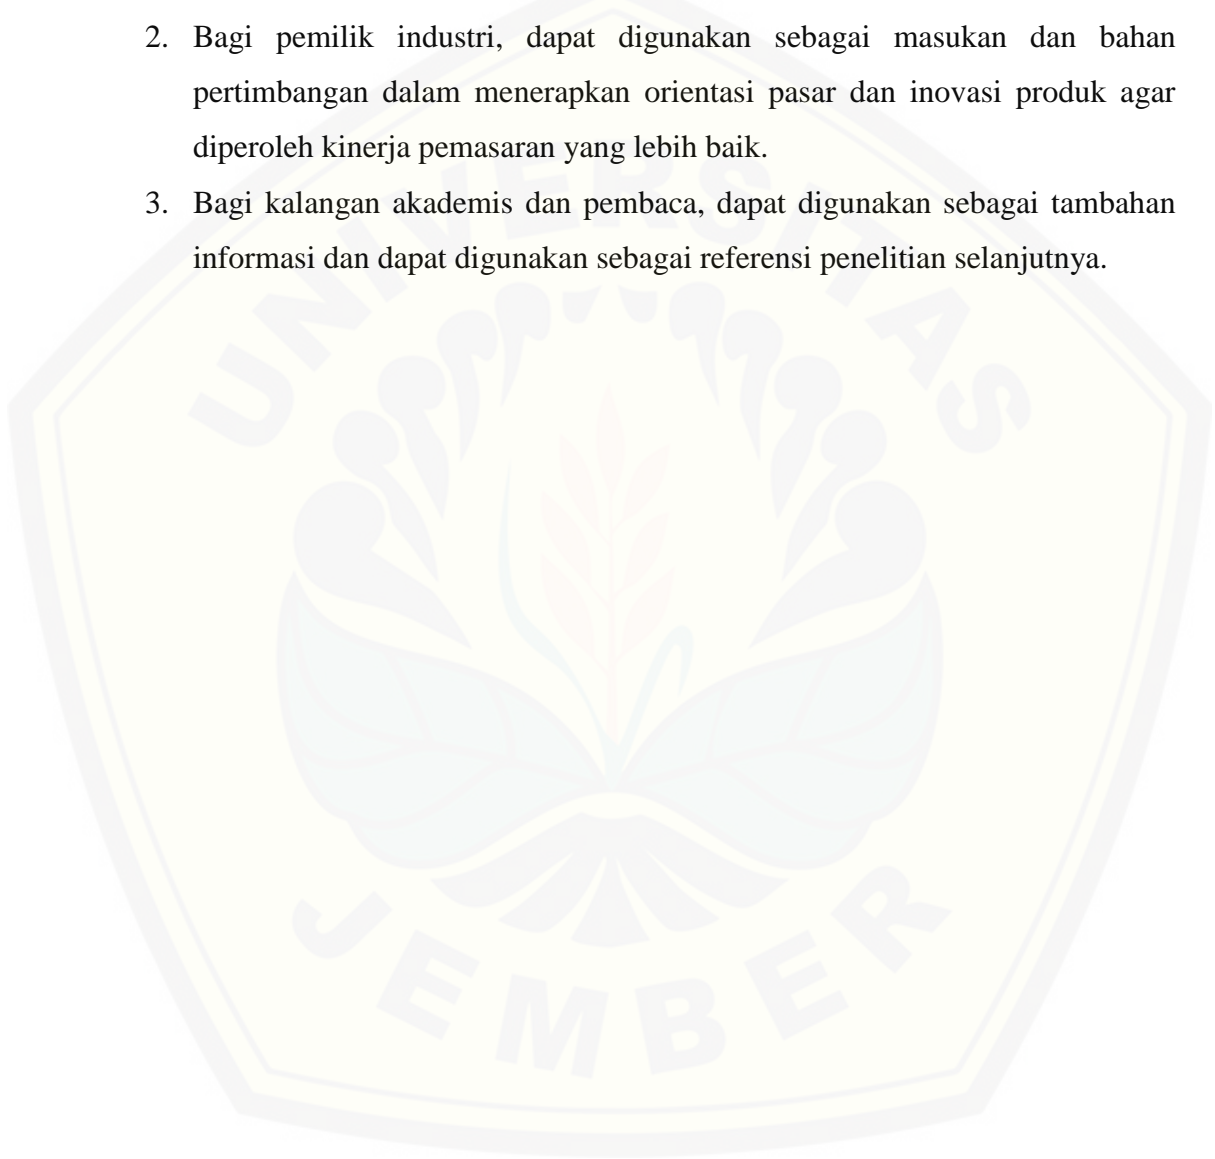 2. Bagi pemilik industri, dapat digunakan sebagai masukan dan bahan
pertimbangan dalam menerapkan orientasi pasar dan inovasi produk agar
diperoleh kinerja pemasaran yang lebih baik.
3. Bagi kalangan akademis dan pembaca, dapat digunakan sebagai tambahan
informasi dan dapat digunakan sebagai referensi penelitian selanjutnya.
UNIVERSITAS
JEMBER